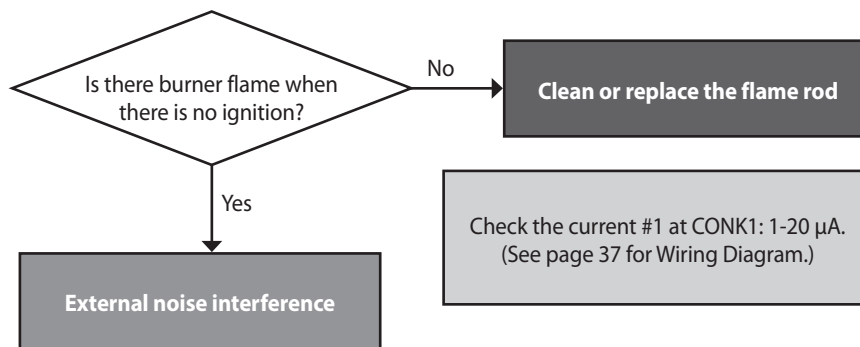 Is there burner flame when
there is no ignition?
No
Clean or replace the flame rod
Yes
Check the current #1 at CONK1: 1-20 µA.
(See page 37 for Wiring Diagram.)
External noise interference